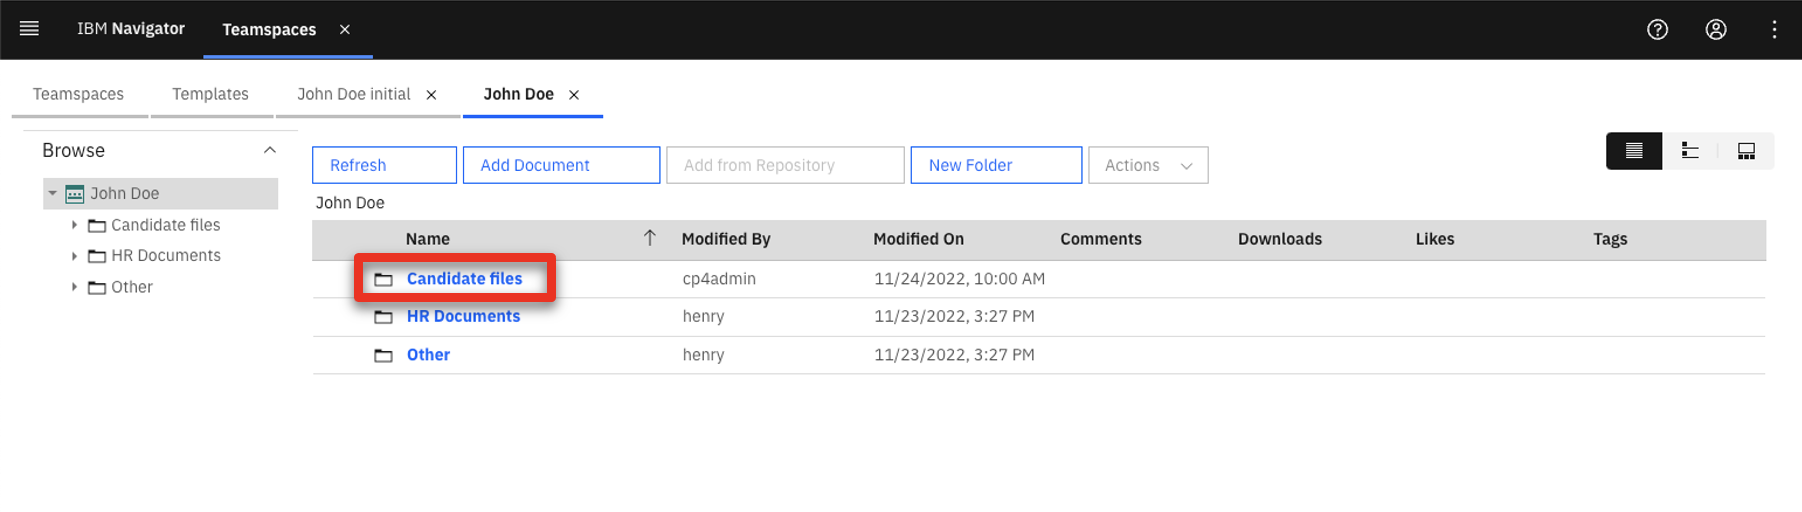 IBM Navigator Teamspaces
Teamspaces Templates John Doe initial John Doe
Browse
John Doe
Candidate files
HR Documents
Other
Refresh Add Document Add from Repository New Folder Actions
John Doe
Name Modified By Modified On Comments Downloads Likes Tags
Candidate files cp4admin 11/24/2022, 10:00 AM
HR Documents henry 11/23/2022, 3:27 PM
Other henry 11/23/2022, 3:27 PM